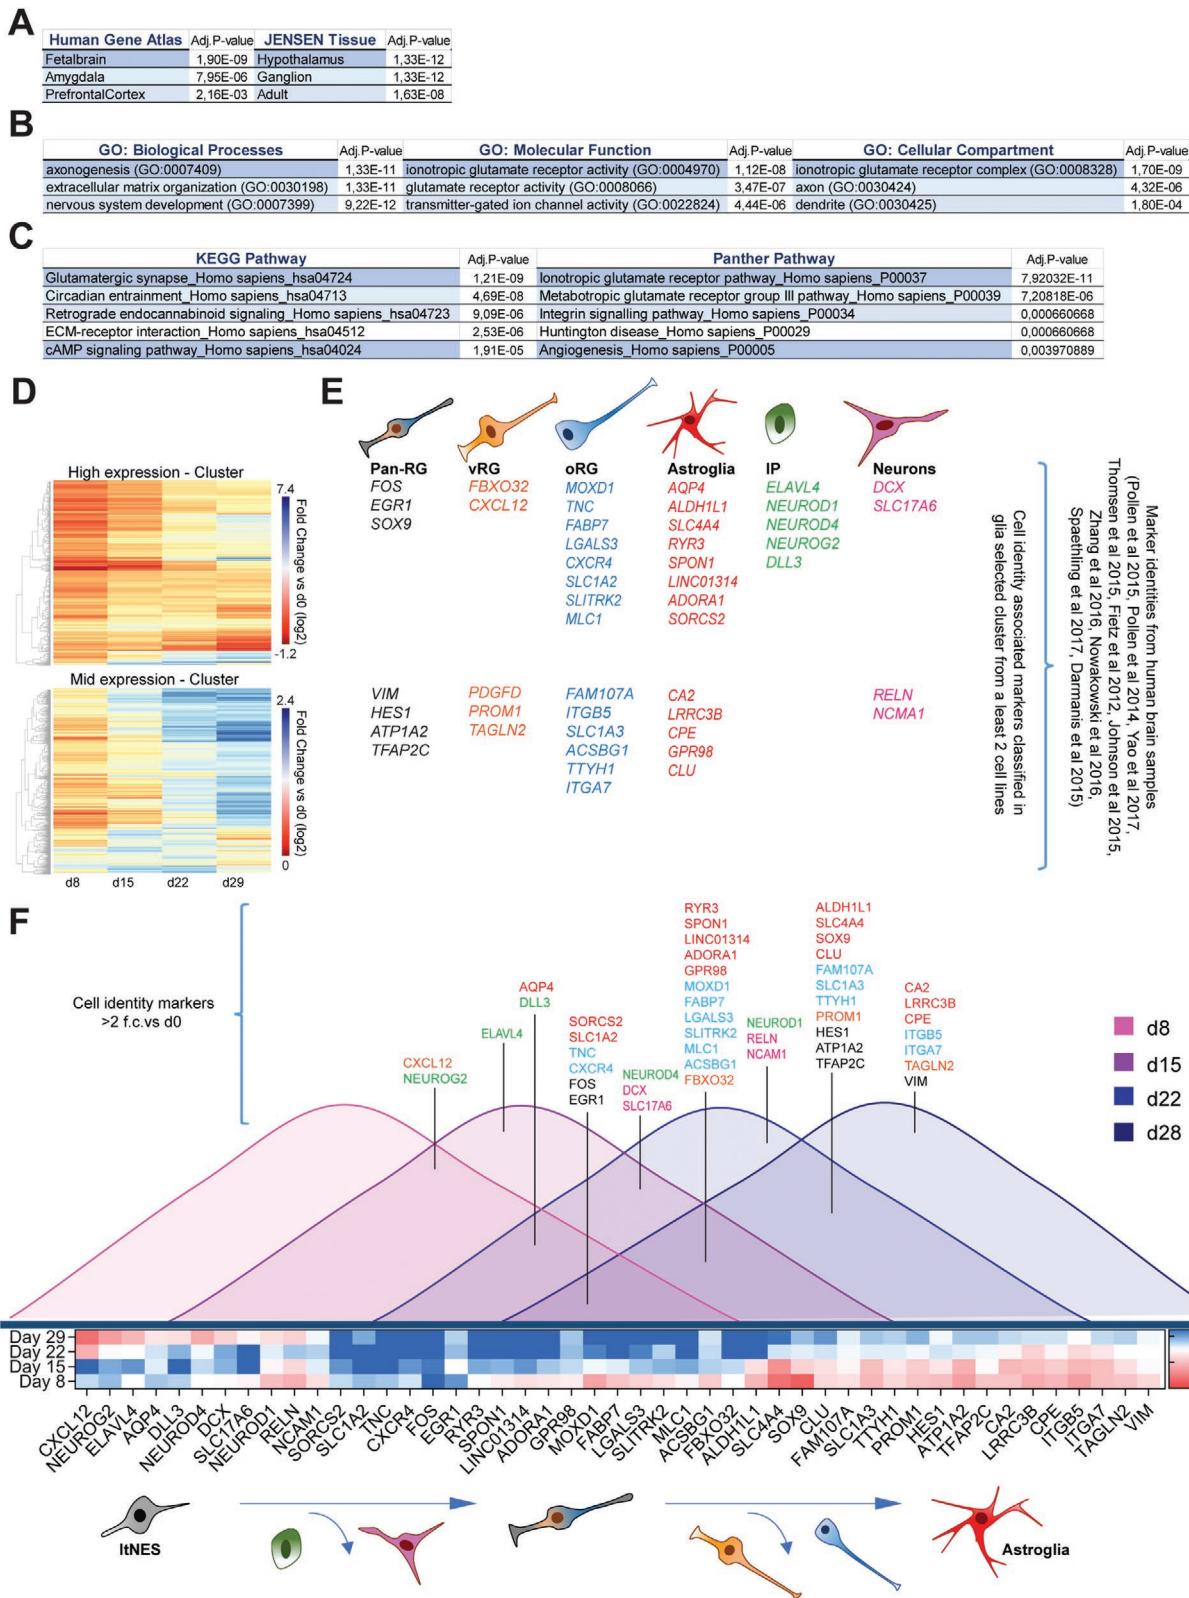 A
Human Gene Atlas Adj.P-value JENSEN Tissue Adj.P-value
Fetalbrain 1,90E-09 Hypothalamus 1,33E-12
Amygdala 7,95E-06 Ganglion 1,33E-12
PrefrontalCortex 2,16E-03 Adult 1,63E-08
B
GO: Biological Processes Adj.P-value GO: Molecular Function Adj.P-value GO: Cellular Compartment Adj.P-value
axonogenesis (GO:0007409) 1,33E-11 ionotropic glutamate receptor activity (GO:0004970) 1,12E-08 ionotropic glutamate receptor complex (GO:0008328) 1,70E-09
extracellular matrix organization (GO:0030198) 1,33E-11 glutamate receptor activity (GO:0008066) 3,47E-07 axon (GO:0030424) 4,32E-06
nervous system development (GO:0007399) 9,22E-12 transmitter-gated ion channel activity (GO:0022824) 4,44E-06 dendrite (GO:0030425) 1,80E-04
C
KEGG Pathway Adj.P-value Panther Pathway Adj.P-value
Glutamatergic synapse_Homo sapiens_hsa04724 1,21E-09 Ionotropic glutamate receptor pathway_Homo sapiens_P00037 7,92032E-11
Circadian entrainment_Homo sapiens_hsa04713 4,69E-08 Metabotropic glutamate receptor group III pathway_Homo sapiens_P00039 7,20818E-06
Retrograde endocannabinoid signaling_Homo sapiens_hsa04723 9,09E-06 Integrin signalling pathway_Homo sapiens_P00034 0,000660668
ECM-receptor interaction_Homo sapiens_hsa04512 2,53E-06 Huntington disease_Homo sapiens_P00029 0,000660668
cAMP signaling pathway_Homo sapiens_hsa04024 1,91E-05 Angiogenesis_Homo sapiens_P00005 0,003970889
D
High expression - Cluster
7.4
Fold Change vs d0 (log2)
-1.2
Mid expression - Cluster
2.4
Fold Change vs d0 (log2)
0
d8 d15 d22 d29
E
Pan-RG vRG oRG Astroglia IP Neurons
FOS FBXO32 MOXD1 AQP4 ELAVL4 DCX
EGR1 CXCL12 TNC ALDH1L1 NEUROD1 SLC17A6
SOX9 FABP7 SLC4A4 NEUROD4
LGALS3 RYR3 NEUROG2
CXCR4 SPON1 DLL3
SLC1A2 LINC01314
SLITRK2 ADORA1
MLC1 SORCS2
VIM PDGFD FAM107A CA2 RELN
HES1 PROM1 ITGB5 LRRC3B NCMA1
ATP1A2 TAGLN2 SLC1A3 CPE
TFAP2C ACSBG1 GPR98
TTYH1 CLU
ITGA7
Cell identity associated markers classified in
glia selected cluster from a least 2 cell lines
Marker identities from human brain samples
(Pollen et al 2015, Pollen et al 2014, Yao et al 2017,
Thomsen et al 2015, Fietz et al 2012, Johnson et al 2015,
Zhang et al 2016, Nowakowski et al 2016,
Spaethling et al 2017, Darmanis et al 2015)
F
Cell identity markers
>2 f.c.vs d0
CXCL12
NEUROG2
ELAVL4
AQP4
DLL3
SORCS2
SLC1A2
TNC
CXCR4
FOS
EGR1
NEUROD4
DCX
SLC17A6
RYR3
SPON1
LINC01314
ADORA1
GPR98
MOXD1
FABP7
LGALS3
SLITRK2
MLC1
ACSBG1
FBXO32
NEUROD1
RELN
NCAM1
ALDH1L1
SLC4A4
SOX9
CLU
FAM107A
SLC1A3
TTYH1
PROM1
HES1
ATP1A2
TFAP2C
CA2
LRRC3B
CPE
ITGB5
ITGA7
TAGLN2
VIM
d8
d15
d22
d28
Day 29
Day 22
Day 15
Day 8
CXCL12 NEUROG2 ELAVL4 AQP4 DLL3 NEUROD4 DCX SLC17A6 NEUROD1 RELN NCAM1 SORCS2 SLC1A2 TNC CXCR4 FOS EGR1 RYR3 SPON1 LINC01314 ADORA1 GPR98 MOXD1 FABP7 LGALS3 SLITRK2 MLC1 ACSBG1 FBXO32 ALDH1L1 SLC4A4 SOX9 CLU FAM107A SLC1A3 TTYH1 PROM1 HES1 ATP1A2 TFAP2C CA2 LRRC3B CPE ITGB5 ITGA7 TAGLN2 VIM
ltNES
Astroglia